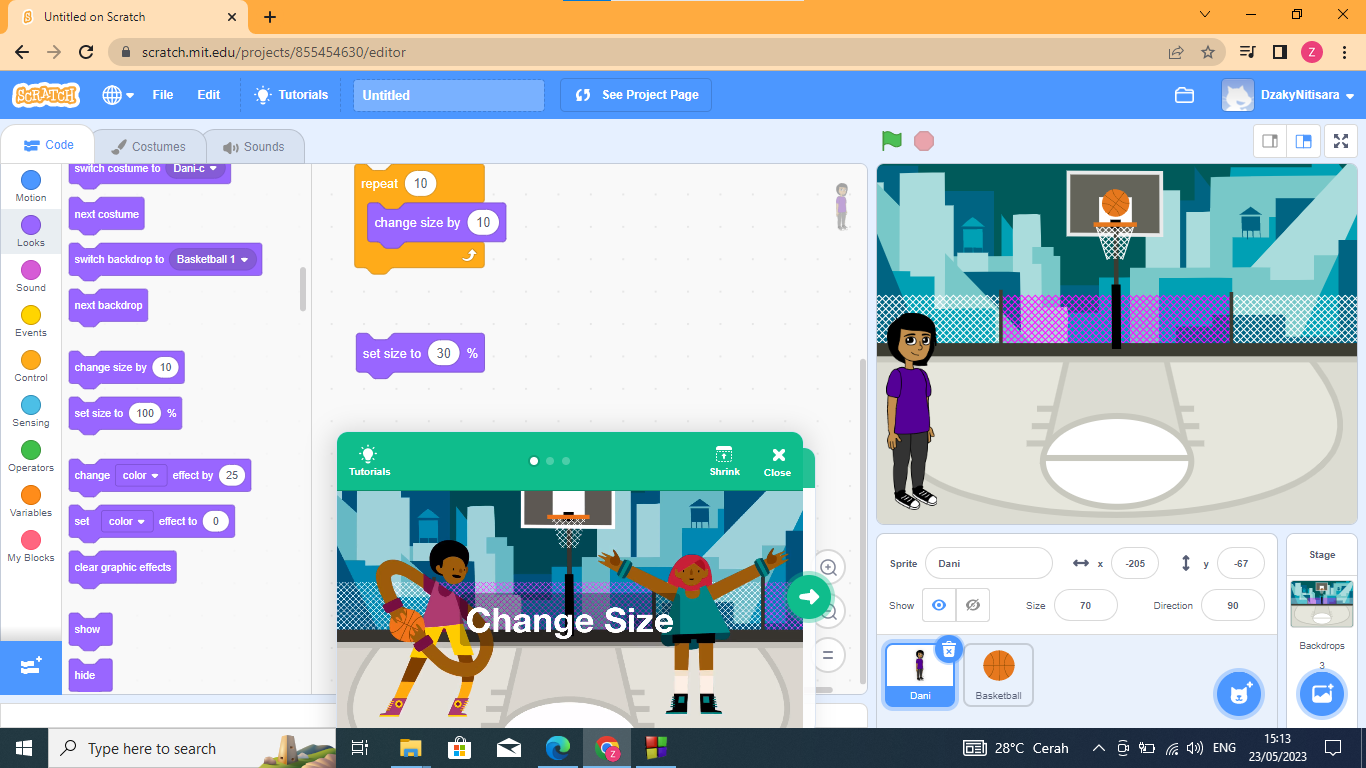 Untitled on Scratch
scratch.mit.edu/projects/855454630/editor
Z
SCRATCH
File
Edit
Tutorials
Untitled
See Project Page
DzakyNitisara
Code
Costumes
Sounds
Motion
Looks
Sound
Events
Control
Sensing
Operators
Variables
My Blocks
switch costume to Dani-c
next costume
switch backdrop to Basketball 1
next backdrop
change size by 10
set size to 100 %
change color effect by 25
set color effect to 0
clear graphic effects
show
hide
repeat 10
change size by 10
set size to 30 %
Tutorials
Shrink
Close
Change Size
Sprite Dani x -205 y -67
Show Size 70 Direction 90
Dani
Basketball
Stage
Backdrops
3
Type here to search
Z
28°C Cerah
ENG
15:13
23/05/2023